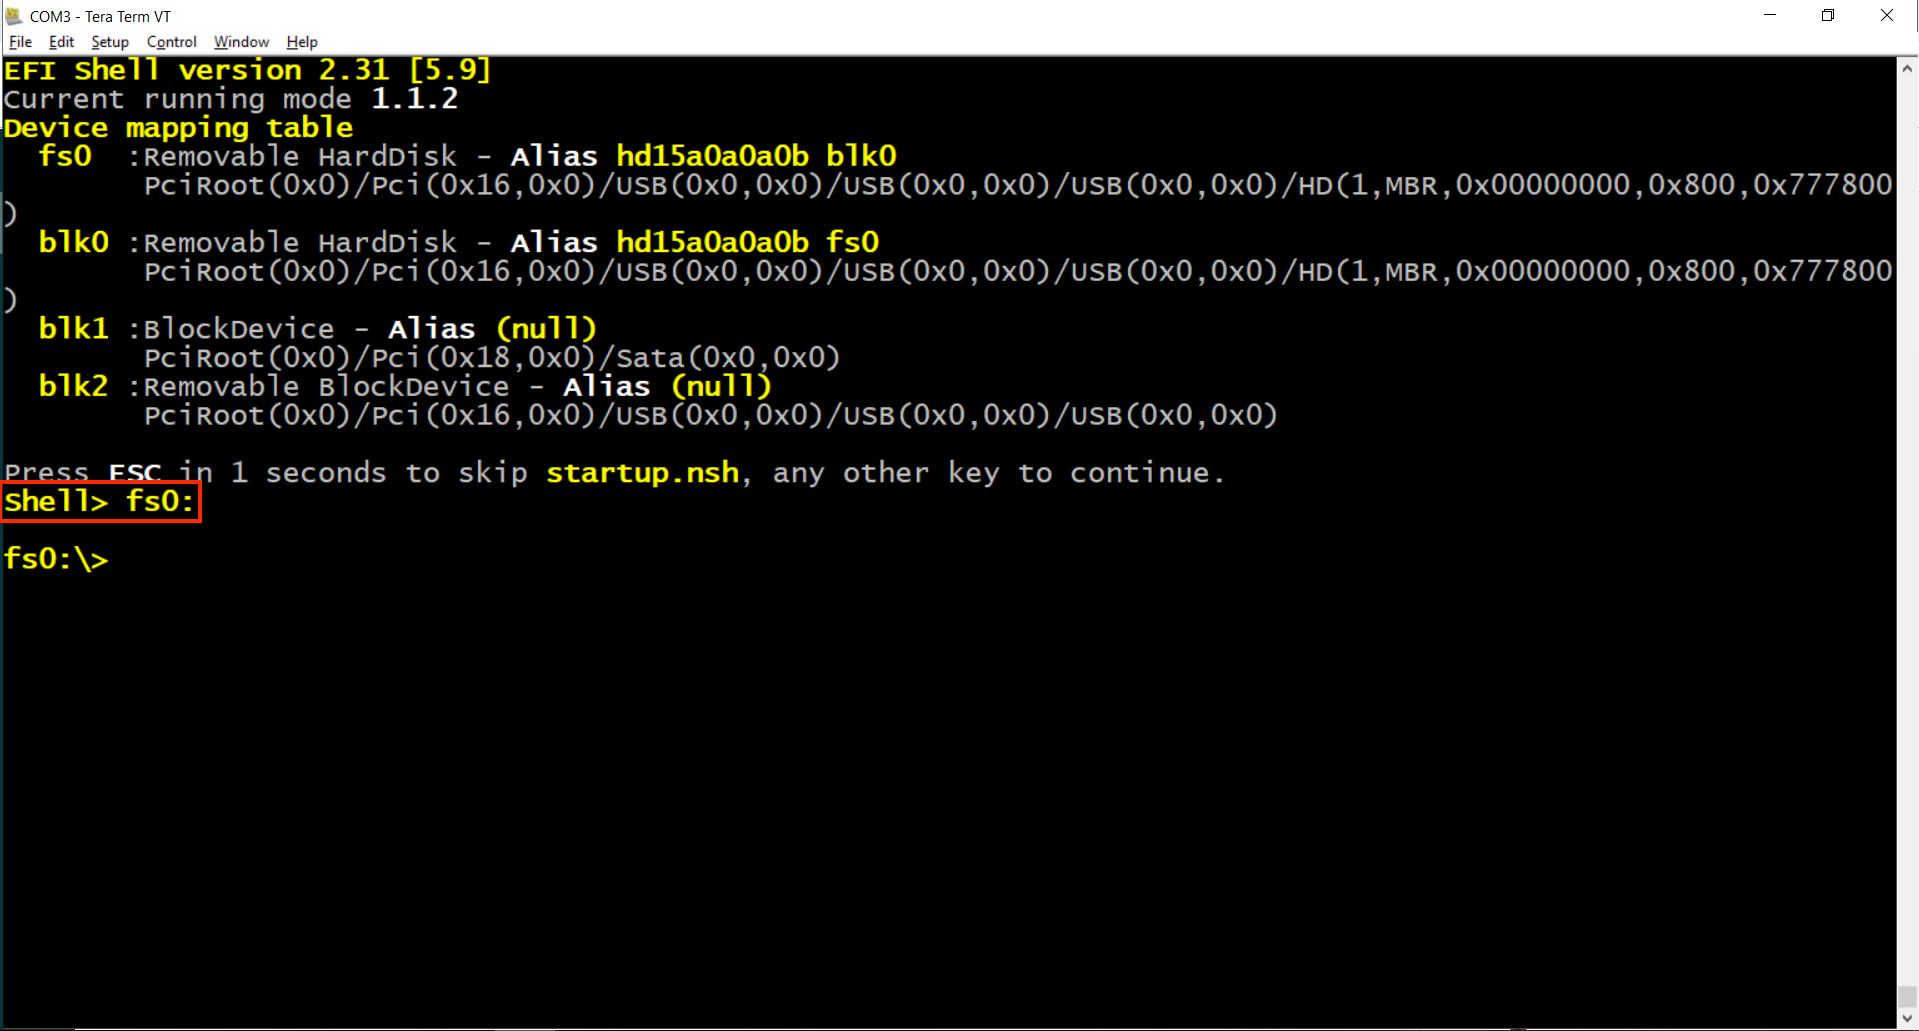 COM3 - Tera Term VT
File Edit Setup Control Window Help
EFI Shell version 2.31 [5.9]
Current running mode 1.1.2
Device mapping table
fs0 :Removable HardDisk - Alias hd15a0a0a0b blk0
PciRoot(0x0)/Pci(0x16,0x0)/USB(0x0,0x0)/USB(0x0,0x0)/USB(0x0,0x0)/HD(1,MBR,0x00000000,0x800,0x777800
)
blk0 :Removable HardDisk - Alias hd15a0a0a0b fs0
PciRoot(0x0)/Pci(0x16,0x0)/USB(0x0,0x0)/USB(0x0,0x0)/USB(0x0,0x0)/HD(1,MBR,0x00000000,0x800,0x777800
)
blk1 :BlockDevice - Alias (null)
PciRoot(0x0)/Pci(0x18,0x0)/Sata(0x0,0x0)
blk2 :Removable BlockDevice - Alias (null)
PciRoot(0x0)/Pci(0x16,0x0)/USB(0x0,0x0)/USB(0x0,0x0)/USB(0x0,0x0)
Press ESC in 1 seconds to skip startup.nsh, any other key to continue.
Shell> fs0:
fs0:\>